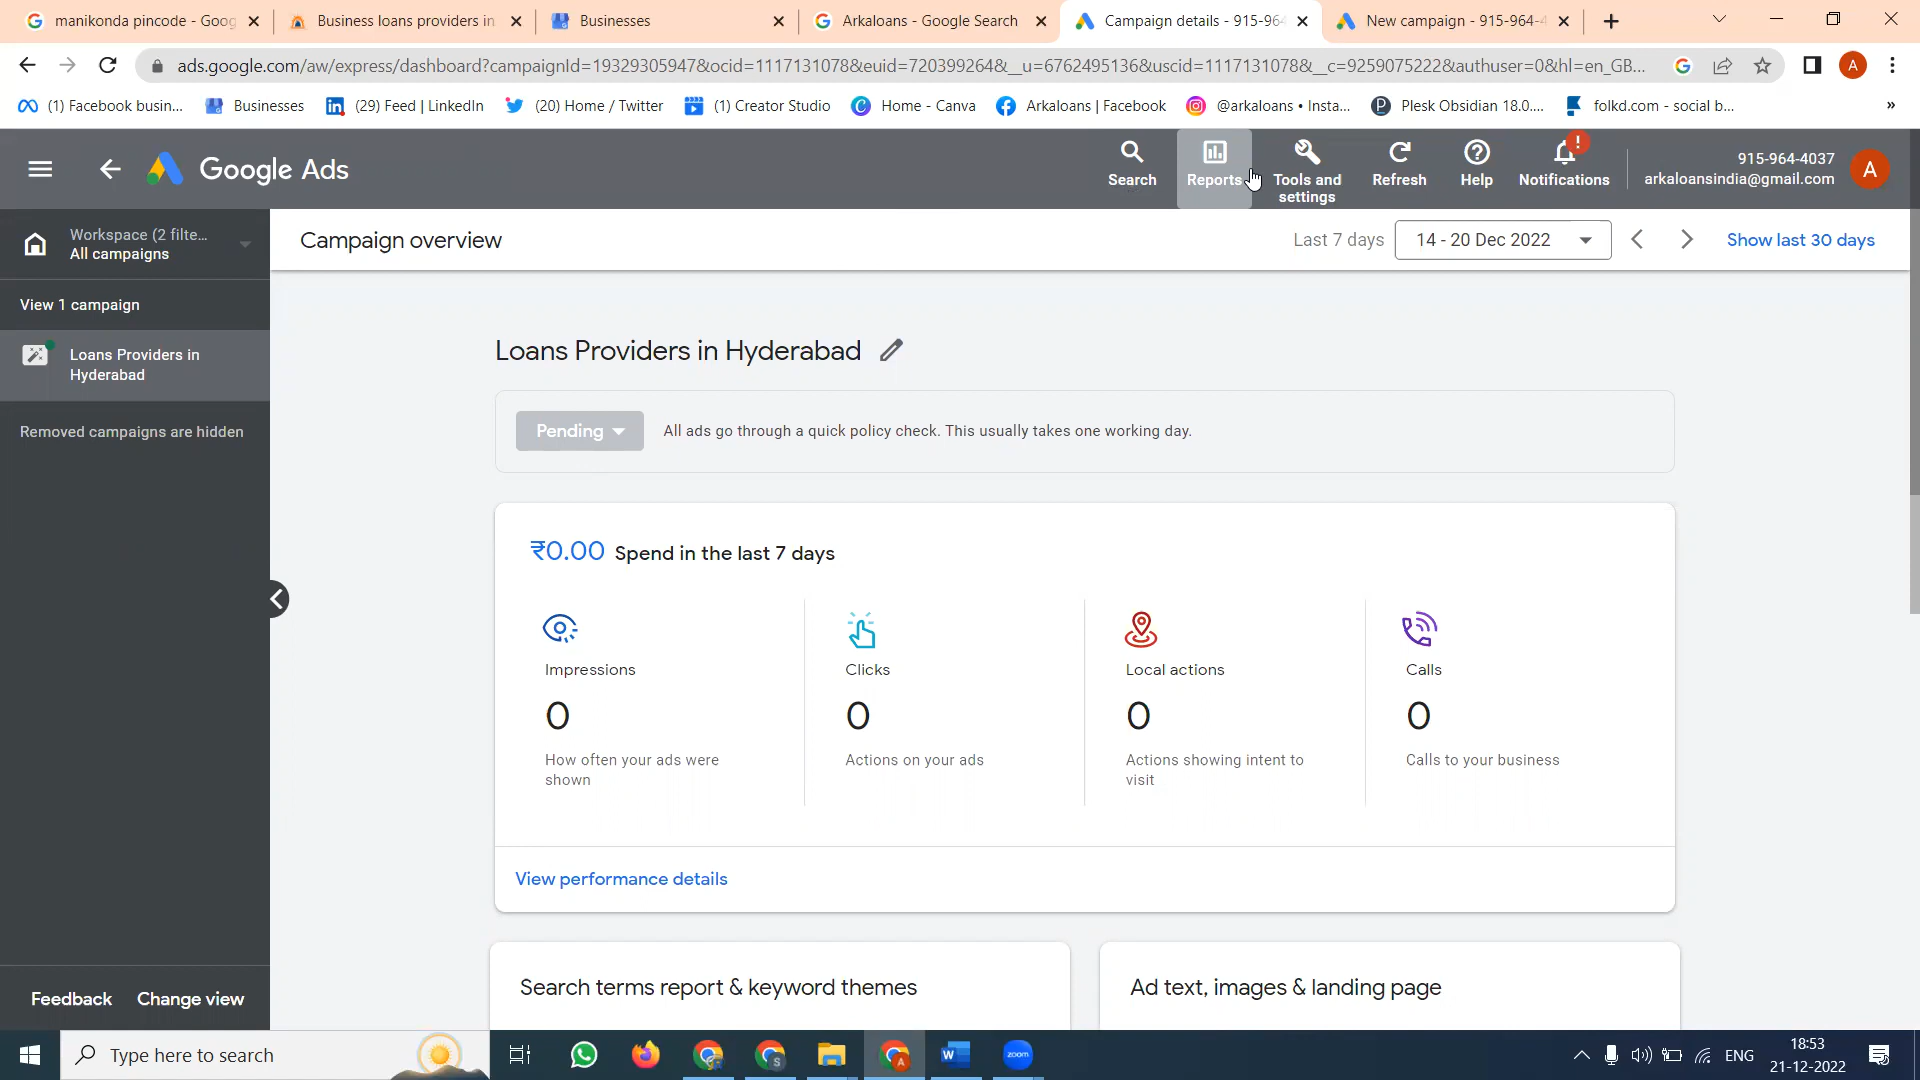 manikonda pincode - Goog
Business loans providers in
Businesses
Arkaloans - Google Search
Campaign details - 915-964
New campaign - 915-964-4
ads.google.com/aw/express/dashboard?campaignId=19329305947&ocid=1117131078&euid=720399264&__u=6762495136&uscid=1117131078&__c=9259075222&authuser=0&hl=en_GB...
A
(1) Facebook busin...
Businesses
(29) Feed | LinkedIn
(20) Home / Twitter
(1) Creator Studio
Home - Canva
Arkaloans | Facebook
@arkaloans • Insta...
Plesk Obsidian 18.0....
folkd.com - social b...
»
Google Ads
Search
Reports
Tools and settings
Refresh
Help
!
Notifications
915-964-4037
arkaloansindia@gmail.com
A
Workspace (2 filte...
All campaigns
View 1 campaign
Loans Providers in
Hyderabad
Removed campaigns are hidden
Feedback
Change view
Campaign overview
Last 7 days
14 - 20 Dec 2022
Show last 30 days
Loans Providers in Hyderabad
Pending
All ads go through a quick policy check. This usually takes one working day.
₹0.00 Spend in the last 7 days
Impressions
0
How often your ads were
shown
Clicks
0
Actions on your ads
Local actions
0
Actions showing intent to
visit
Calls
0
Calls to your business
View performance details
Search terms report & keyword themes
Ad text, images & landing page
Type here to search
zoom
ENG
18:53
21-12-2022